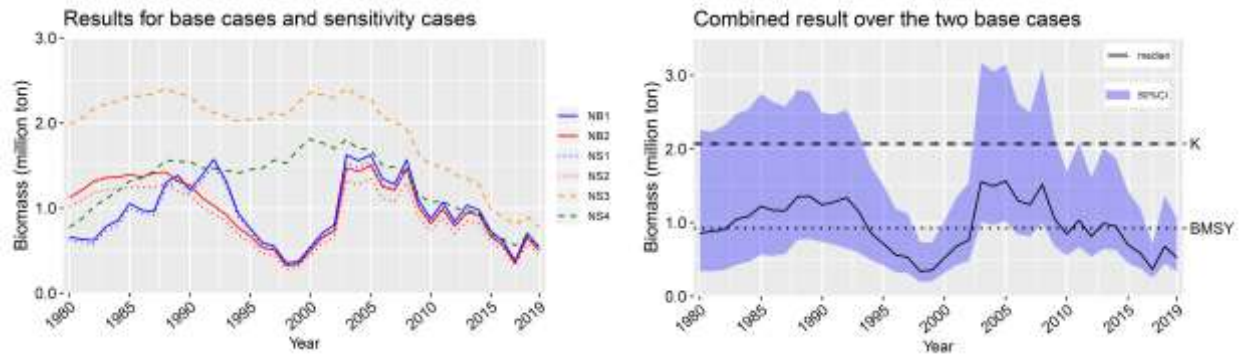 Results for base cases and sensitivity cases
Biomass (million ton)
3.0
2.0
1.0
0.0
1980
1985
1990
1995
2000
2005
2010
2015
2019
Year
NB1
NB2
NS1
NS2
NS3
NS4
Combined result over the two base cases
Biomass (million ton)
3.0
2.0
1.0
0.0
1980
1985
1990
1995
2000
2005
2010
2015
2019
Year
median
K
BMSY